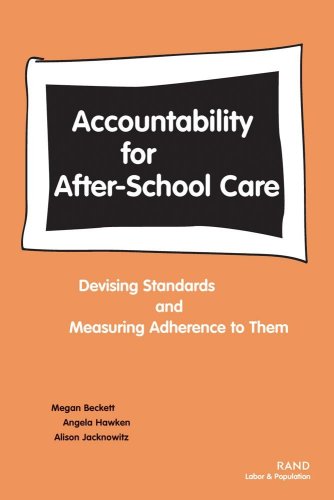 Accountability
for
After-School Care
Devising Standards
and
Measuring Adherence to Them
Megan Beckett
Angela Hawken
Alison Jacknowitz
RAND
Labor & Population